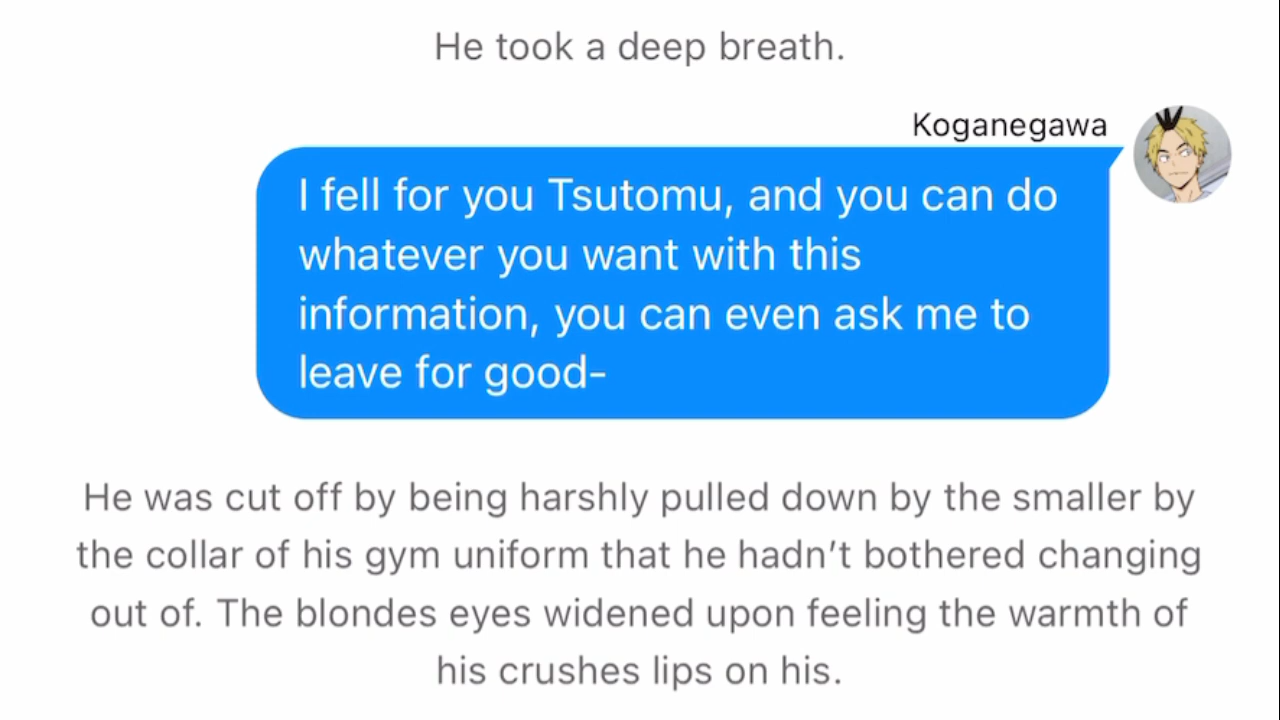 He took a deep breath.
Koganegawa
I fell for you Tsutomu, and you can do
whatever you want with this
information, you can even ask me to
leave for good-
He was cut off by being harshly pulled down by the smaller by
the collar of his gym uniform that he hadn't bothered changing
out of. The blondes eyes widened upon feeling the warmth of
his crushes lips on his.